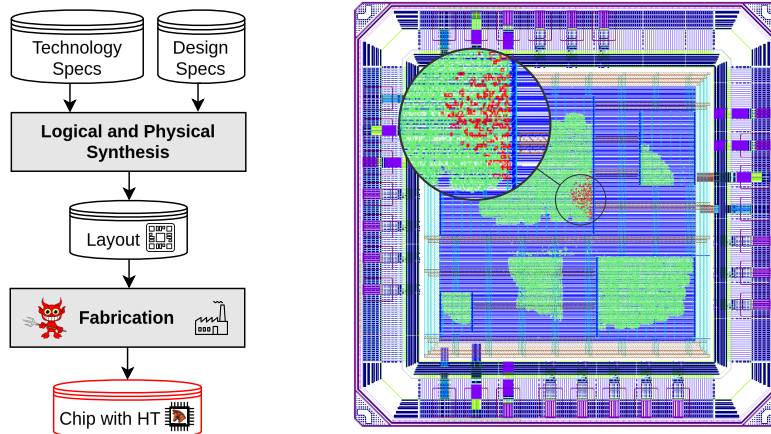 Technology
Specs
Design
Specs
Logical and Physical
Synthesis
Layout
Fabrication
Chip with HT